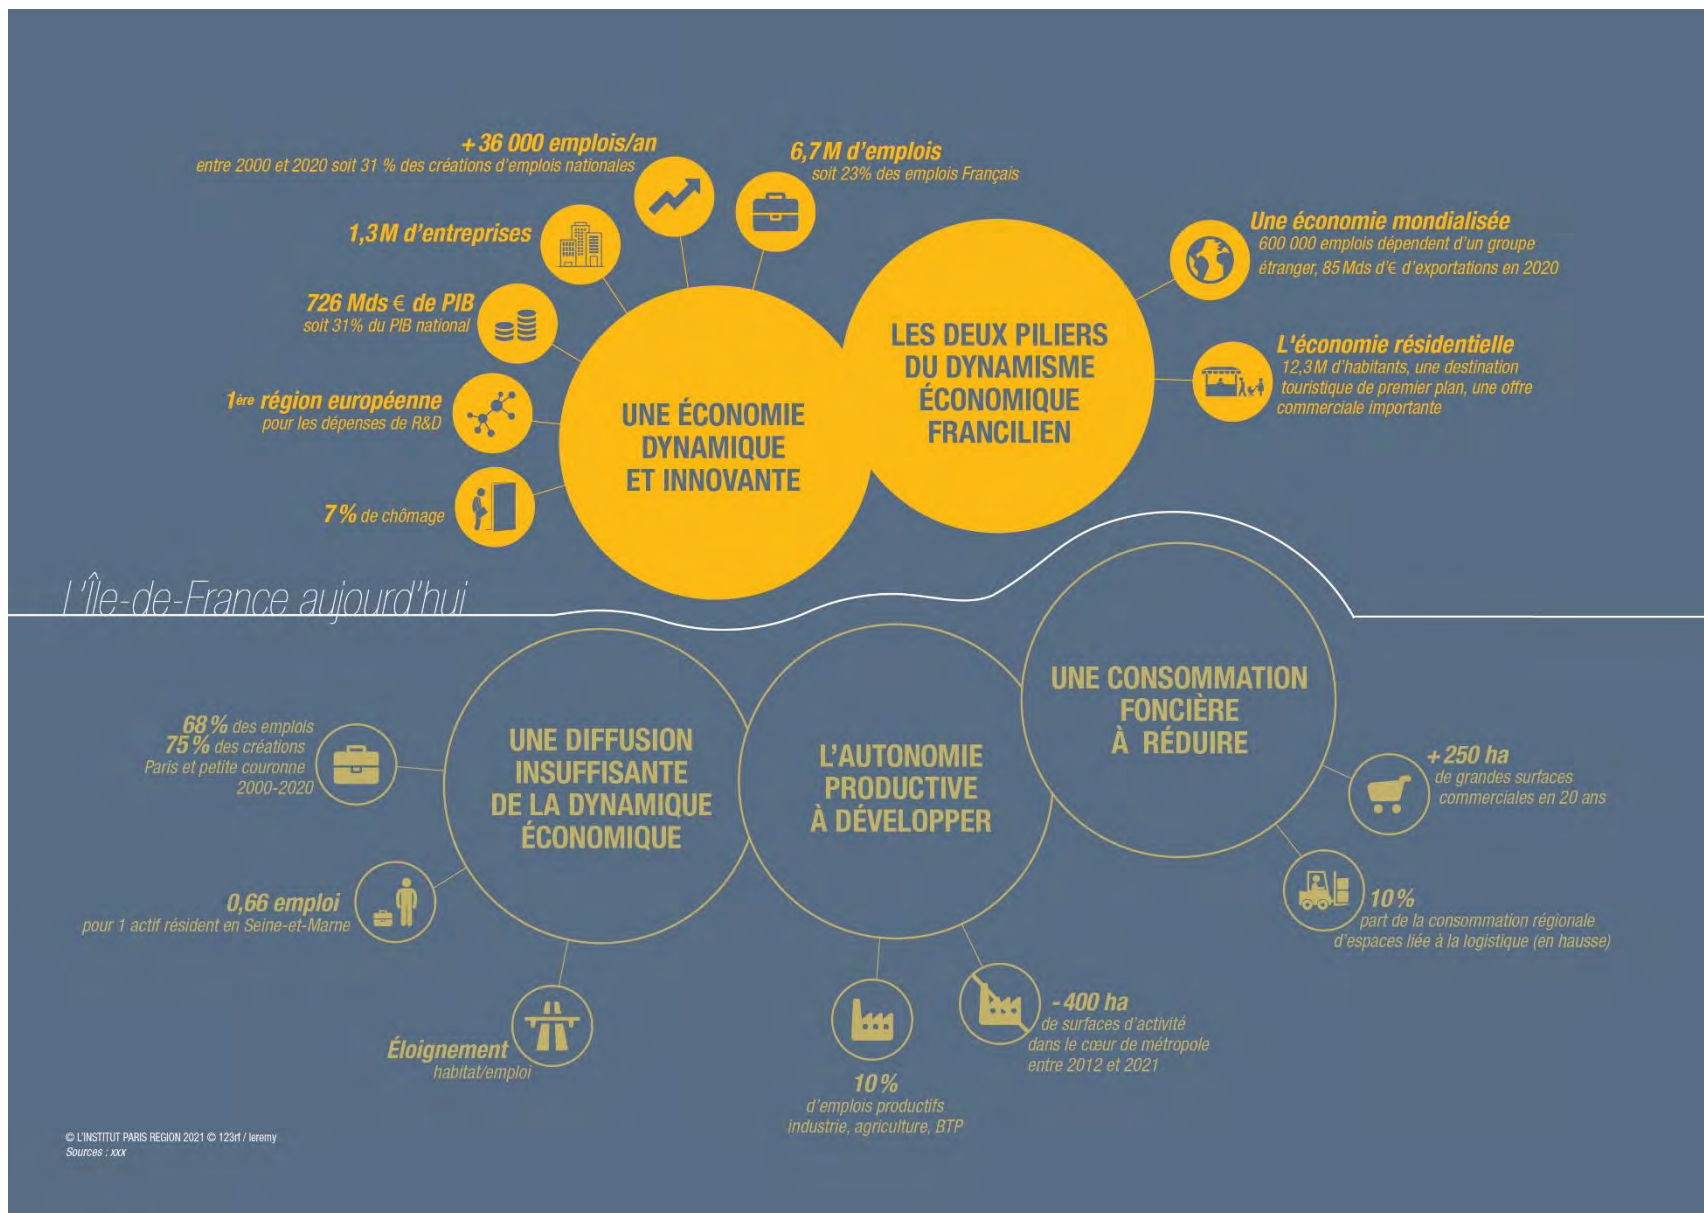 + 36 000 emplois/an
entre 2000 et 2020 soit 31 % des créations d'emplois nationales
6,7 M d'emplois
soit 23% des emplois Français
1,3 M d'entreprises
726 Mds € de PIB
soit 31% du PIB national
1ère région européenne
pour les dépenses de R&D
7 % de chômage
UNE ÉCONOMIE
DYNAMIQUE
ET INNOVANTE
LES DEUX PILIERS
DU DYNAMISME
ÉCONOMIQUE
FRANCILIEN
Une économie mondialisée
600 000 emplois dépendent d'un groupe
étranger, 85 Mds d'€ d'exportations en 2020
L'économie résidentielle
12,3 M d'habitants, une destination
touristique de premier plan, une offre
commerciale importante
L'Île-de-France aujourd'hui
68 % des emplois
75 % des créations
Paris et petite couronne
2000-2020
0,66 emploi
pour 1 actif résident en Seine-et-Marne
Éloignement
habitat/emploi
UNE DIFFUSION
INSUFFISANTE
DE LA DYNAMIQUE
ÉCONOMIQUE
L'AUTONOMIE
PRODUCTIVE
À DÉVELOPPER
10 %
d'emplois productifs
industrie, agriculture, BTP
- 400 ha
de surfaces d'activité
dans le cœur de métropole
entre 2012 et 2021
UNE CONSOMMATION
FONCIÈRE
À RÉDUIRE
+ 250 ha
de grandes surfaces
commerciales en 20 ans
10 %
part de la consommation régionale
d'espaces liée à la logistique (en hausse)
© L'INSTITUT PARIS REGION 2021 © 123rf / leremy
Sources : xxx